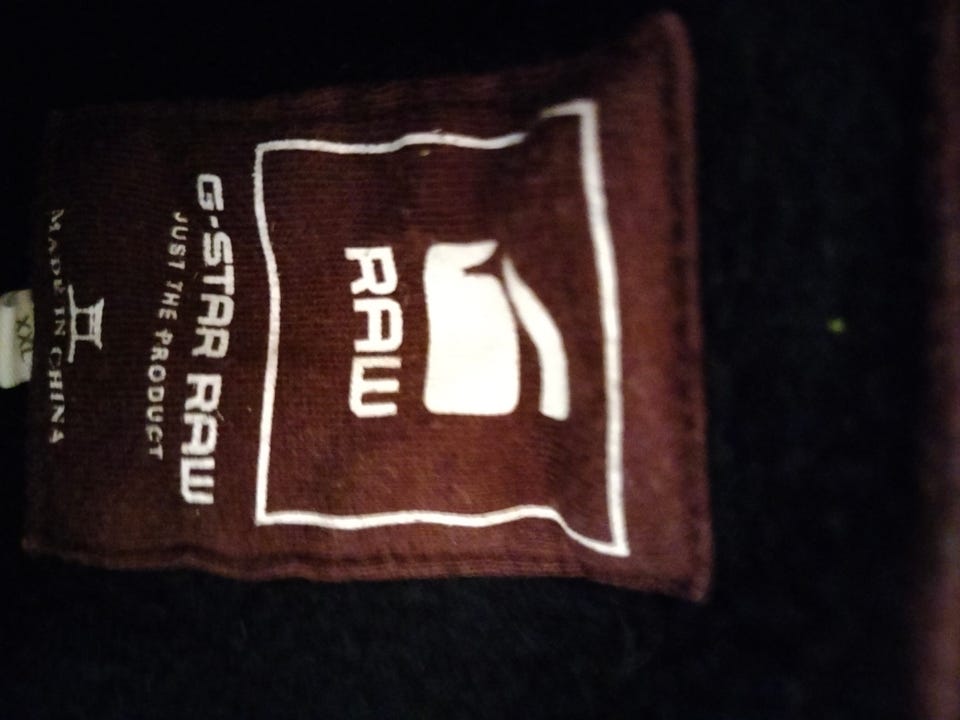 RAW
G-STAR RAW
JUST THE PRODUCT
MADE IN CHINA
XXL